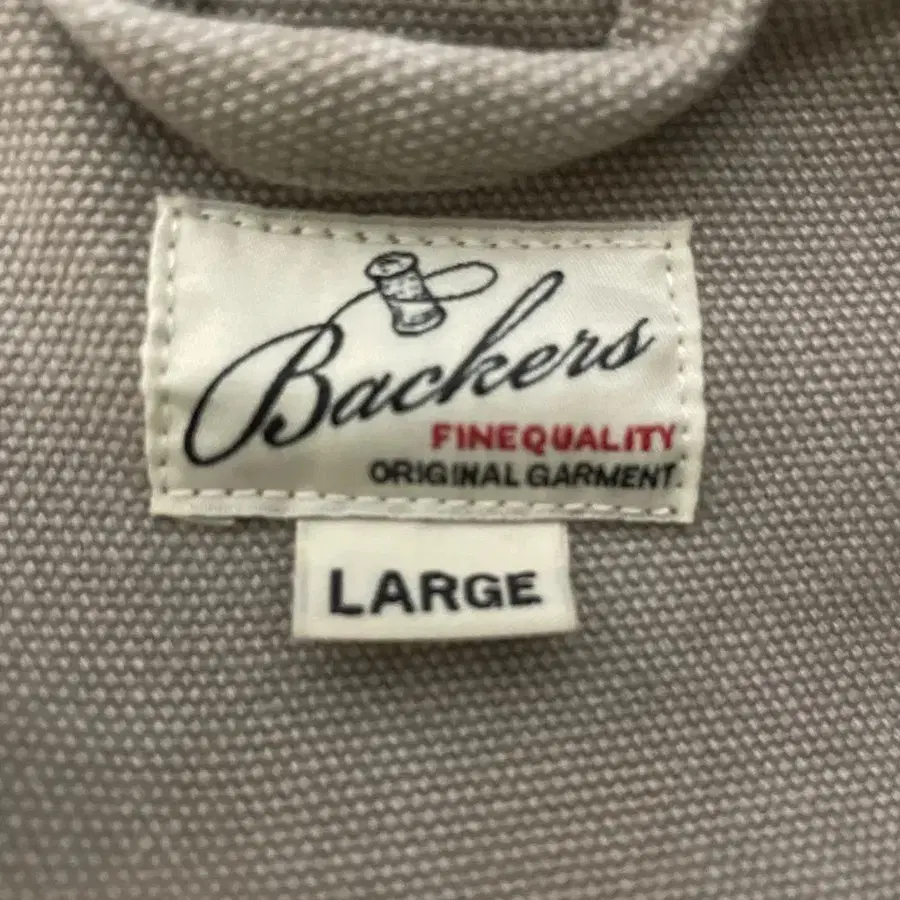 Backers
FINEQUALITY
ORIGINAL GARMENT.
LARGE